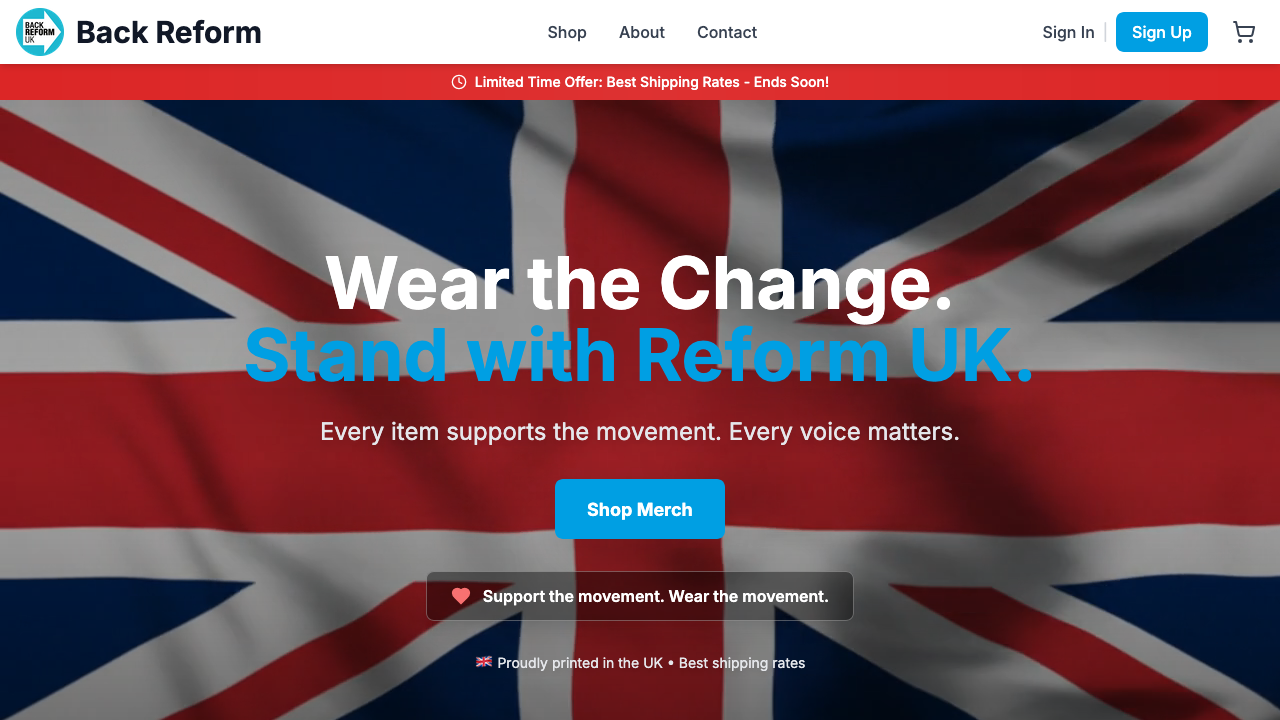 BACK
REFORM
UK
Back Reform
Shop
About
Contact
Sign In
Sign Up
Limited Time Offer: Best Shipping Rates - Ends Soon!
Wear the Change.
Stand with Reform UK.
Every item supports the movement. Every voice matters.
Shop Merch
Support the movement. Wear the movement.
🇬🇧 Proudly printed in the UK • Best shipping rates